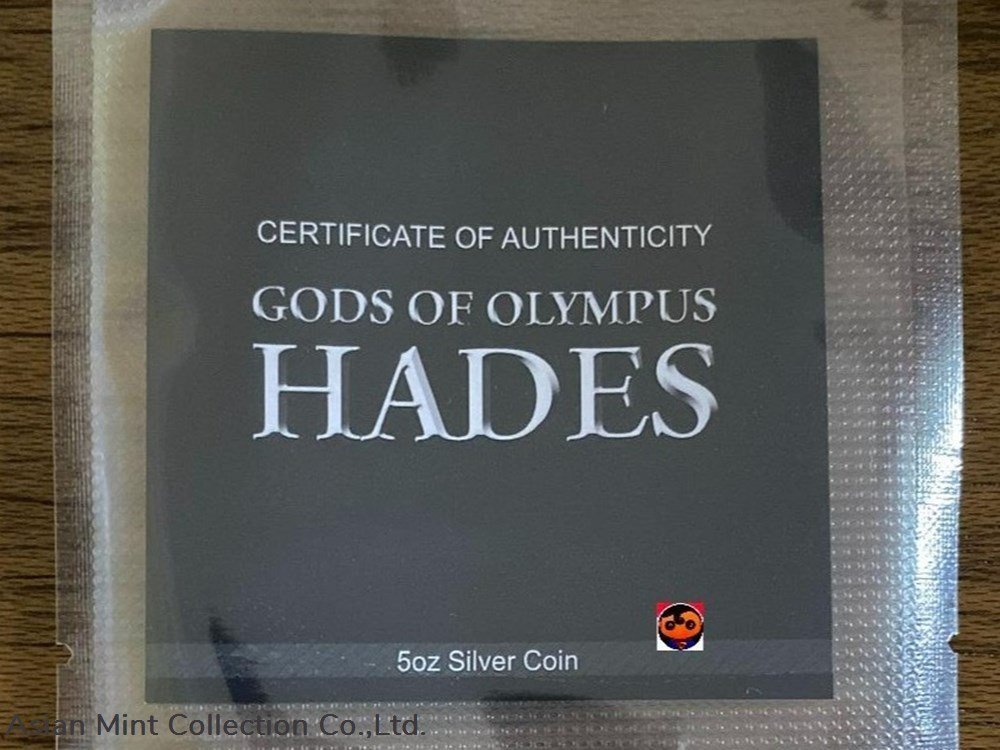 CERTIFICATE OF AUTHENTICITY
GODS OF OLYMPUS
HADES
5oz Silver Coin
Asian Mint Collection Co.,Ltd.